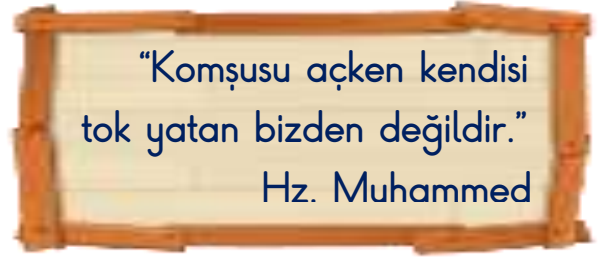 “Komşusu açken kendisi
tok yatan bizden değildir.”
Hz. Muhammed